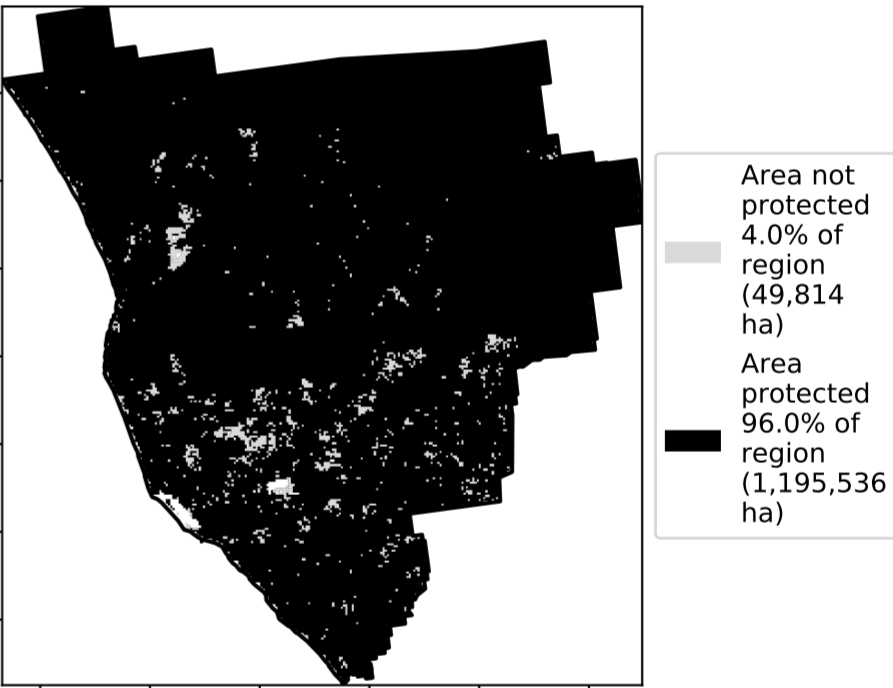 Area not
protected
4.0% of
region
(49,814
ha)
Area
protected
96.0% of
region
(1,195,536
ha)